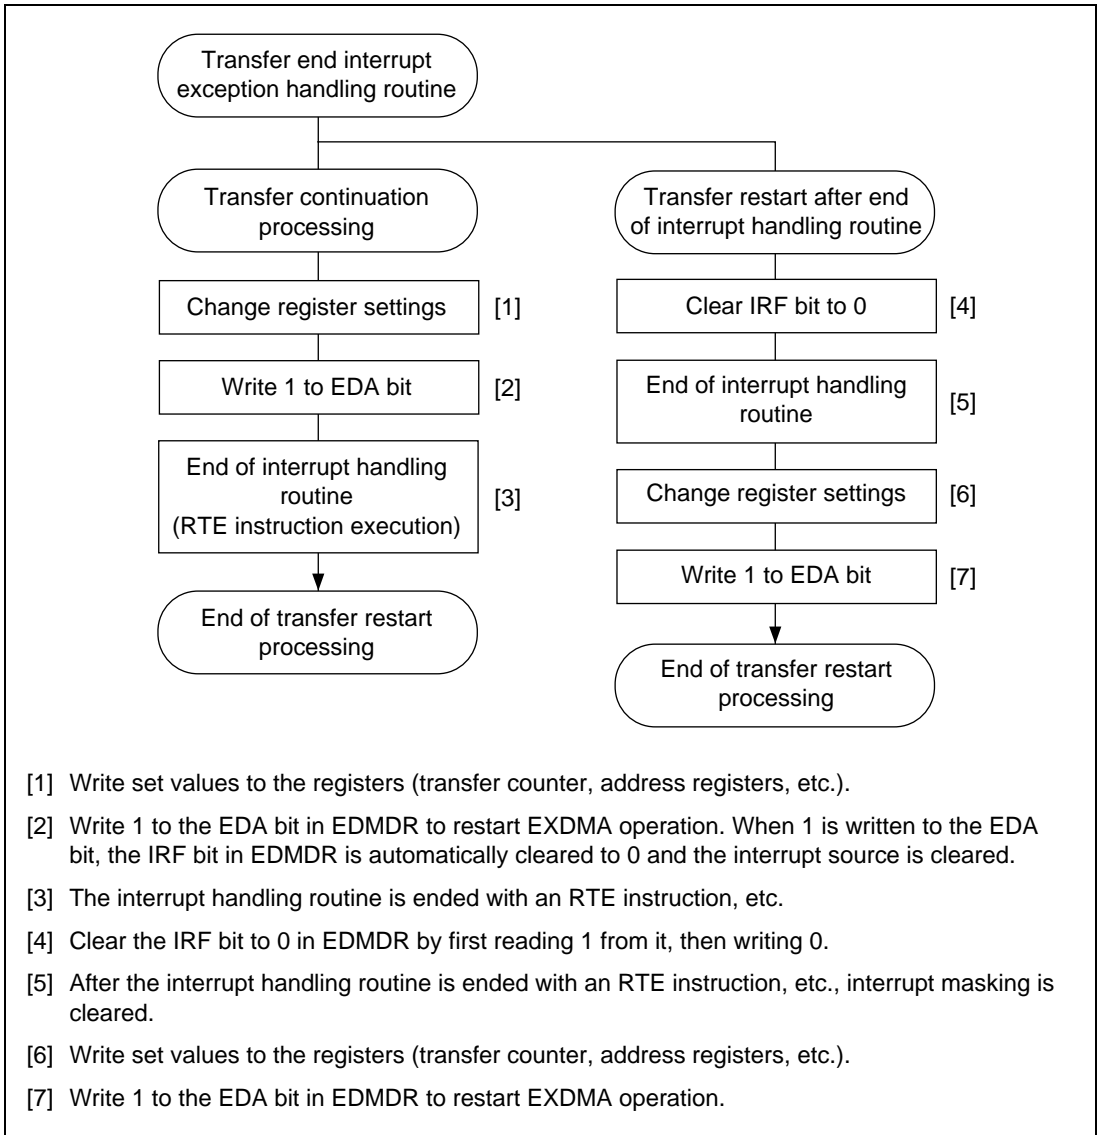 Transfer end interrupt
exception handling routine
Transfer continuation
processing
Change register settings [1]
Write 1 to EDA bit [2]
End of interrupt handling
routine
(RTE instruction execution)
[3]
End of transfer restart
processing
Transfer restart after end
of interrupt handling routine
Clear IRF bit to 0 [4]
End of interrupt handling
routine
[5]
Change register settings [6]
Write 1 to EDA bit [7]
End of transfer restart
processing
[1] Write set values to the registers (transfer counter, address registers, etc.).
[2] Write 1 to the EDA bit in EDMDR to restart EXDMA operation. When 1 is written to the EDA
bit, the IRF bit in EDMDR is automatically cleared to 0 and the interrupt source is cleared.
[3] The interrupt handling routine is ended with an RTE instruction, etc.
[4] Clear the IRF bit to 0 in EDMDR by first reading 1 from it, then writing 0.
[5] After the interrupt handling routine is ended with an RTE instruction, etc., interrupt masking is
cleared.
[6] Write set values to the registers (transfer counter, address registers, etc.).
[7] Write 1 to the EDA bit in EDMDR to restart EXDMA operation.